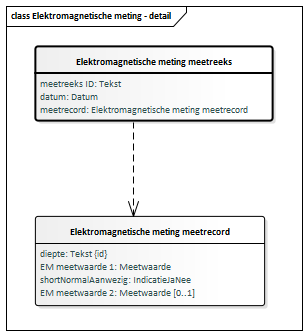 class Elektromagnetische meting - detail
Elektromagnetische meting meetreeks
meetreeks ID: Tekst
datum: Datum
meetrecord: Elektromagnetische meting meetrecord
Elektromagnetische meting meetrecord
diepte: Tekst {id}
EM meetwaarde 1: Meetwaarde
shortNormalAanwezig: IndicatieJaNee
EM meetwaarde 2: Meetwaarde [0..1]